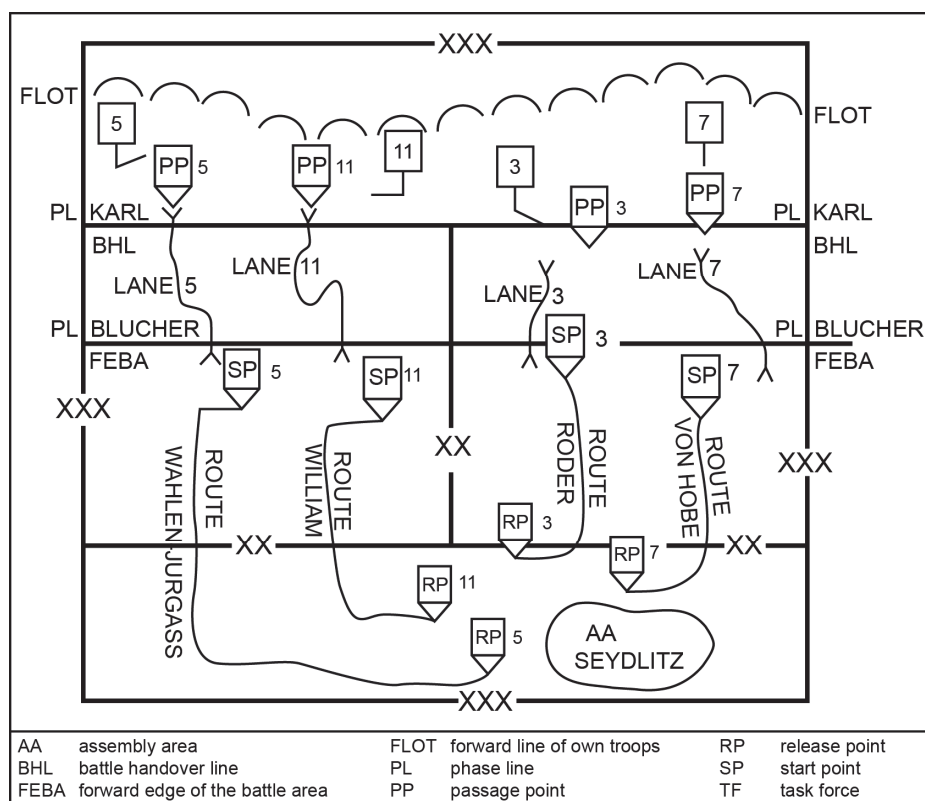 XXX
FLOT
FLOT
5
7
11
3
PP 5
PP 11
PP 3
PP 7
PL KARL
PL KARL
BHL
BHL
LANE 5
LANE 11
LANE 3
LANE 7
PL BLUCHER
PL BLUCHER
FEBA
FEBA
SP 5
SP 11
SP 3
SP 7
XXX
XX
XXX
ROUTE
WAHLEN-JURGASS
ROUTE
WILLIAM
ROUTE
RODER
ROUTE
VON HOBE
XX
XX
RP 3
RP 7
RP 11
RP 5
AA
SEYDLITZ
XXX
AA assembly area
BHL battle handover line
FEBA forward edge of the battle area
FLOT forward line of own troops
PL phase line
PP passage point
RP release point
SP start point
TF task force